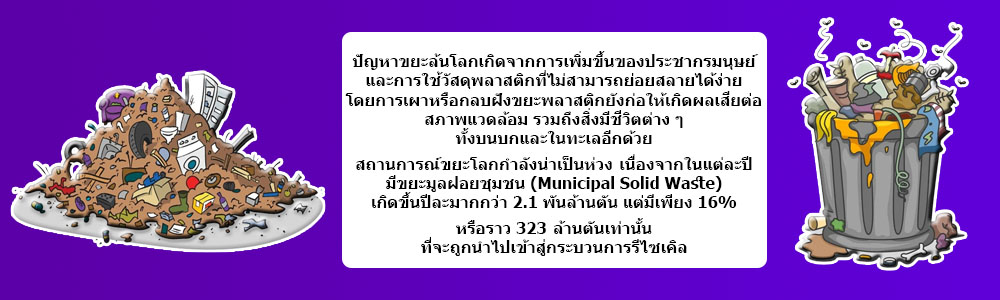 ปัญหาขยะล้นโลกเกิดจากการเพิ่มขึ้นของประชากรมนุษย์
และการใช้วัสดุพลาสติกที่ไม่สามารถย่อยสลายได้ง่าย
โดยการเผาหรือกลบฝังขยะพลาสติกยังก่อให้เกิดผลเสียต่อ
สภาพแวดล้อม รวมถึงสิ่งมีชีวิตต่าง ๆ
ทั้งบนบกและในทะเลอีกด้วย
สถานการณ์ขยะโลกกำลังน่าเป็นห่วง เนื่องจากในแต่ละปี
มีขยะมูลฝอยชุมชน (Municipal Solid Waste)
เกิดขึ้นปีละมากกว่า 2.1 พันล้านตัน แต่มีเพียง 16%
หรือราว 323 ล้านตันเท่านั้น
ที่จะถูกนำไปเข้าสู่กระบวนการรีไซเคิล